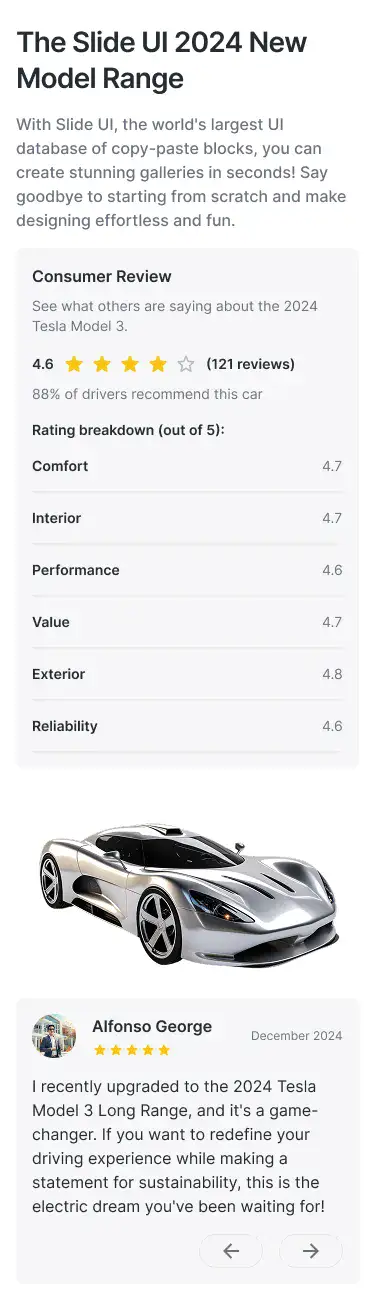 The Slide UI 2024 New
Model Range
With Slide UI, the world's largest UI
database of copy-paste blocks, you can
create stunning galleries in seconds! Say
goodbye to starting from scratch and make
designing effortless and fun.
Consumer Review
See what others are saying about the 2024
Tesla Model 3.
4.6 (121 reviews)
88% of drivers recommend this car
Rating breakdown (out of 5):
Comfort 4.7
Interior 4.7
Performance 4.6
Value 4.7
Exterior 4.8
Reliability 4.6
Alfonso George
December 2024
I recently upgraded to the 2024 Tesla
Model 3 Long Range, and it's a game-
changer. If you want to redefine your
driving experience while making a
statement for sustainability, this is the
electric dream you've been waiting for!